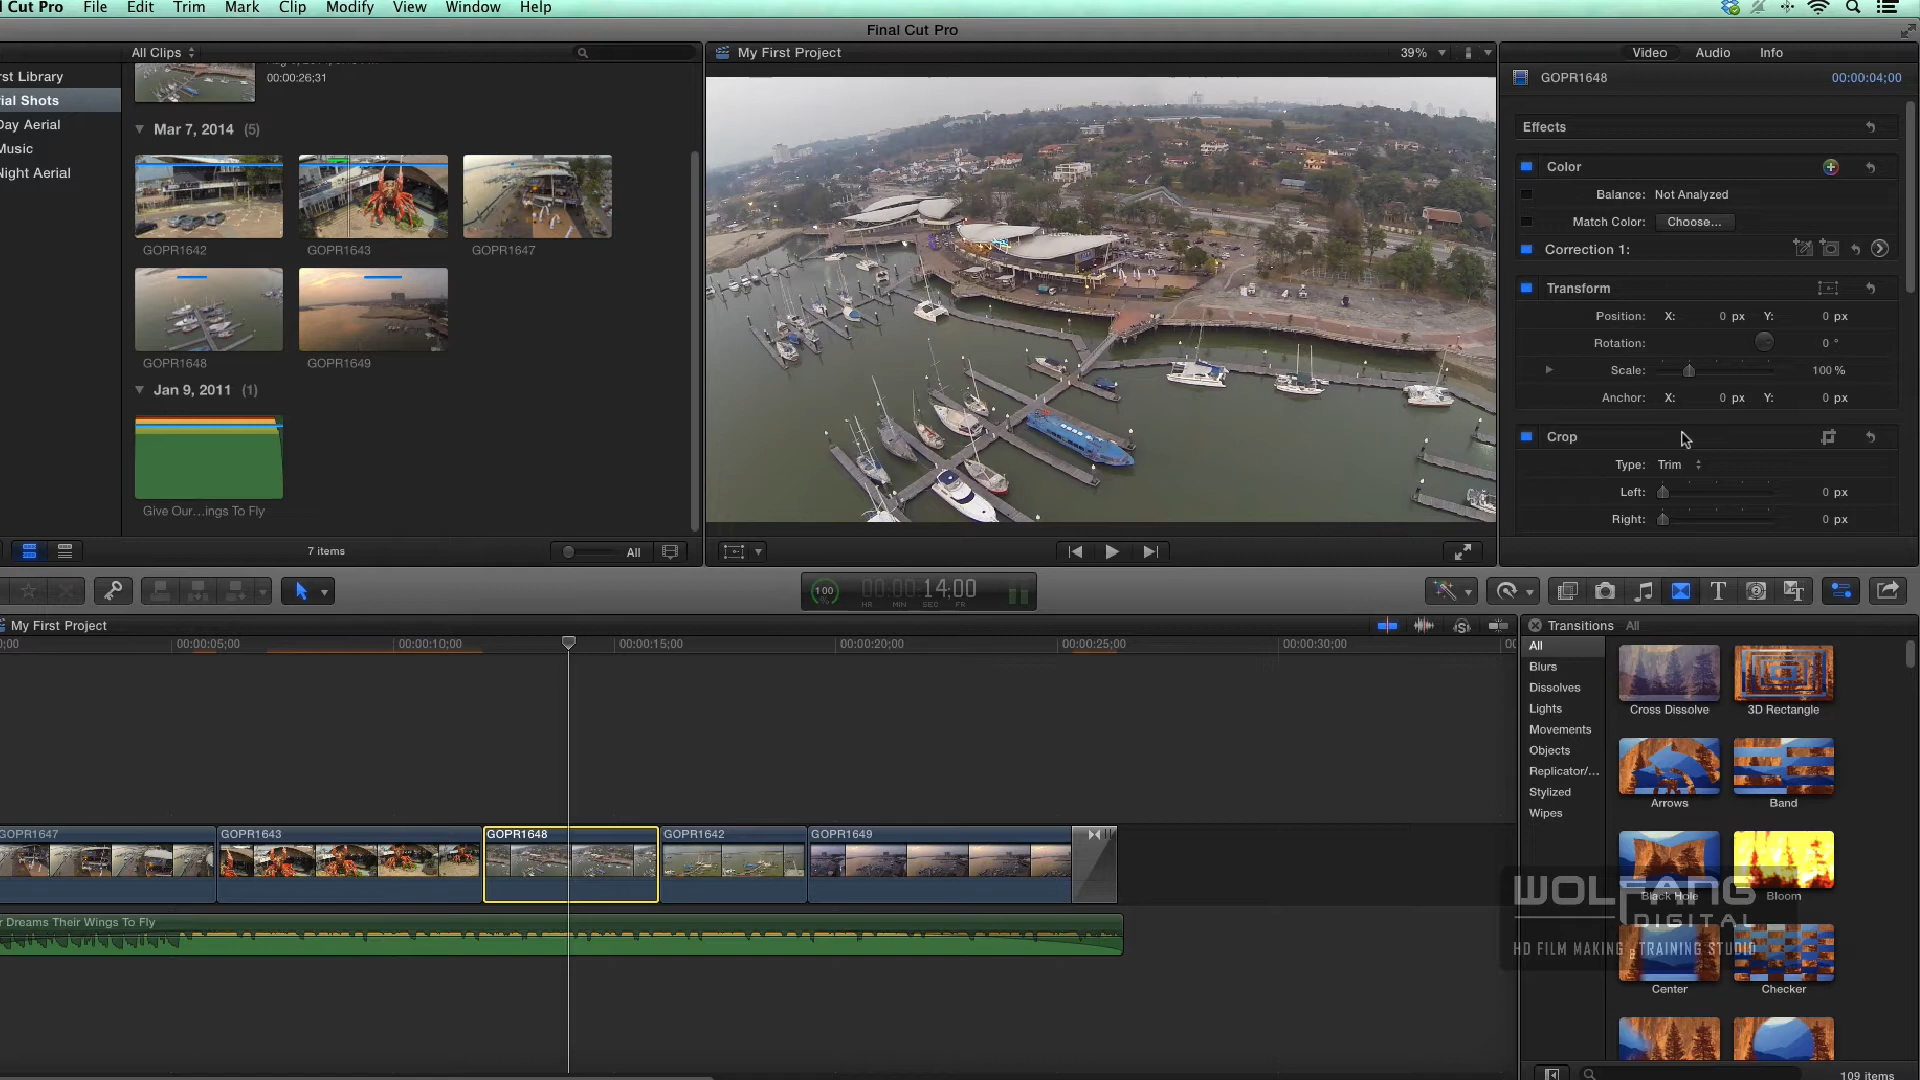 l Cut Pro File Edit Trim Mark Clip Modify View Window Help
Final Cut Pro
All Clips
My First Project
39%
Video Audio Info
rst Library
ial Shots
Day Aerial
Music
Night Aerial
00:00:26;31
Mar 7, 2014 (5)
GOPR1642
GOPR1643
GOPR1647
GOPR1648
GOPR1649
Jan 9, 2011 (1)
Give Our...ings To Fly
7 items
All
GOPR1648
00:00:04;00
Effects
Color
Balance: Not Analyzed
Match Color: Choose...
Correction 1:
Transform
Position: X: 0 px Y: 0 px
Rotation: 0 °
Scale: 100 %
Anchor: X: 0 px Y: 0 px
Crop
Type: Trim
Left: 0 px
Right: 0 px
100
%
00:00:14;00
HR MIN SEC FR
My First Project
;00
00:00:05;00
00:00:10;00
00:00:15;00
00:00:20;00
00:00:25;00
00:00:30;00
GOPR1647
GOPR1643
GOPR1648
GOPR1642
GOPR1649
r Dreams Their Wings To Fly
Transitions All
All
Blurs
Dissolves
Lights
Movements
Objects
Replicator/...
Stylized
Wipes
Cross Dissolve
3D Rectangle
Arrows
Band
Black Hole
Bloom
Center
Checker
WOLFANG
DIGITAL
HD FILM MAKING & TRAINING STUDIO
109 items